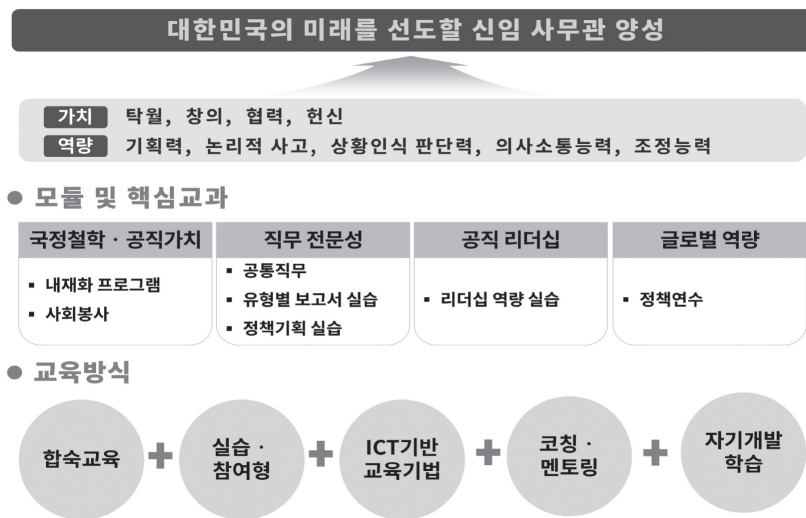 대한민국의 미래를 선도할 신임 사무관 양성
가치 탁월, 창의, 협력, 헌신
역량 기획력, 논리적 사고, 상황인식 판단력, 의사소통능력, 조정능력
● 모듈 및 핵심교과
국정철학 · 공직가치
▪ 내재화 프로그램
▪ 사회봉사
직무 전문성
▪ 공통직무
▪ 유형별 보고서 실습
▪ 정책기획 실습
공직 리더십
▪ 리더십 역량 실습
글로벌 역량
▪ 정책연수
● 교육방식
합숙교육
+
실습 ·
참여형
+
ICT기반
교육기법
+
코칭 ·
멘토링
+
자기개발
학습